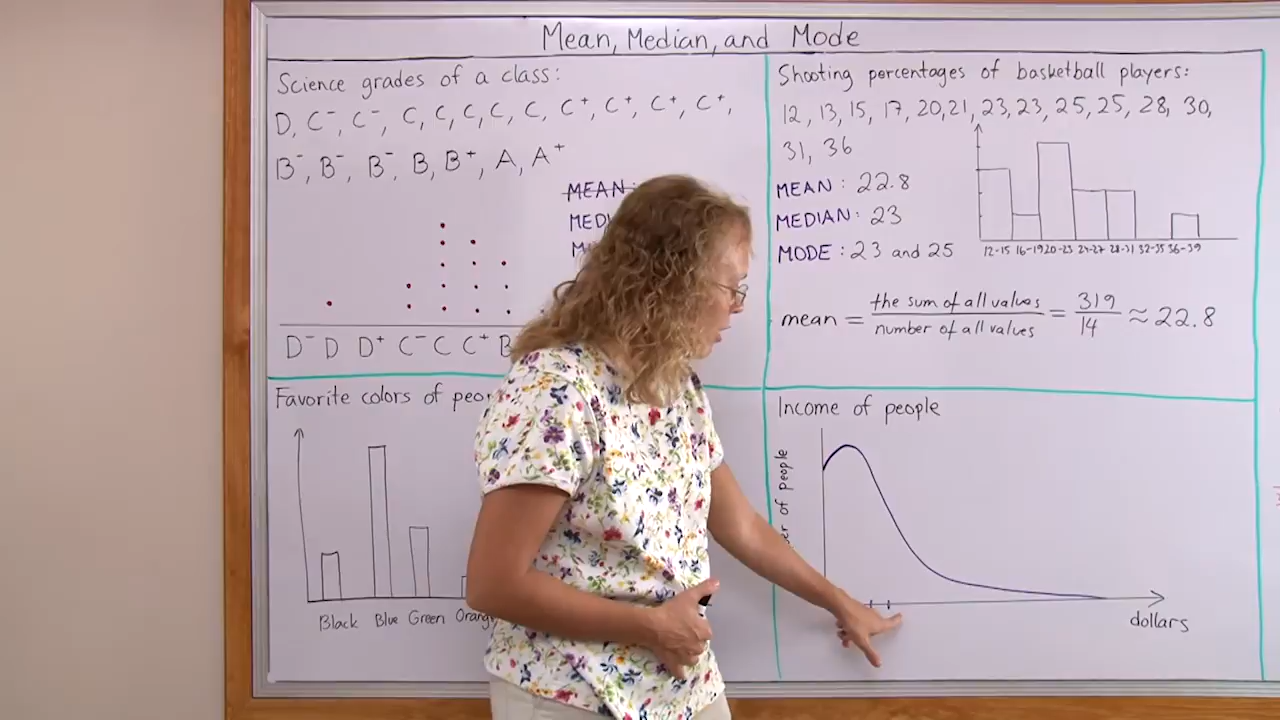 Mean, Median, and Mode
Science grades of a class:
D, C⁻, C⁻, C, C, C, C, C, C⁺, C⁺, C⁺, C⁺,
B⁻, B⁻, B⁻, B, B⁺, A, A⁺
MEAN:
D⁻ D D⁺ C⁻ C C⁺ B
Shooting percentages of basketball players:
12, 13, 15, 17, 20, 21, 23, 23, 25, 25, 28, 30,
31, 36
MEAN: 22.8
MEDIAN: 23
MODE: 23 and 25
12-15 16-19 20-23 24-27 28-31 32-35 36-39
mean = the sum of all values / number of all values = 319 / 14 ≈ 22.8
Favorite colors of
Black Blue Green Orang
Income of people
of people
dollars